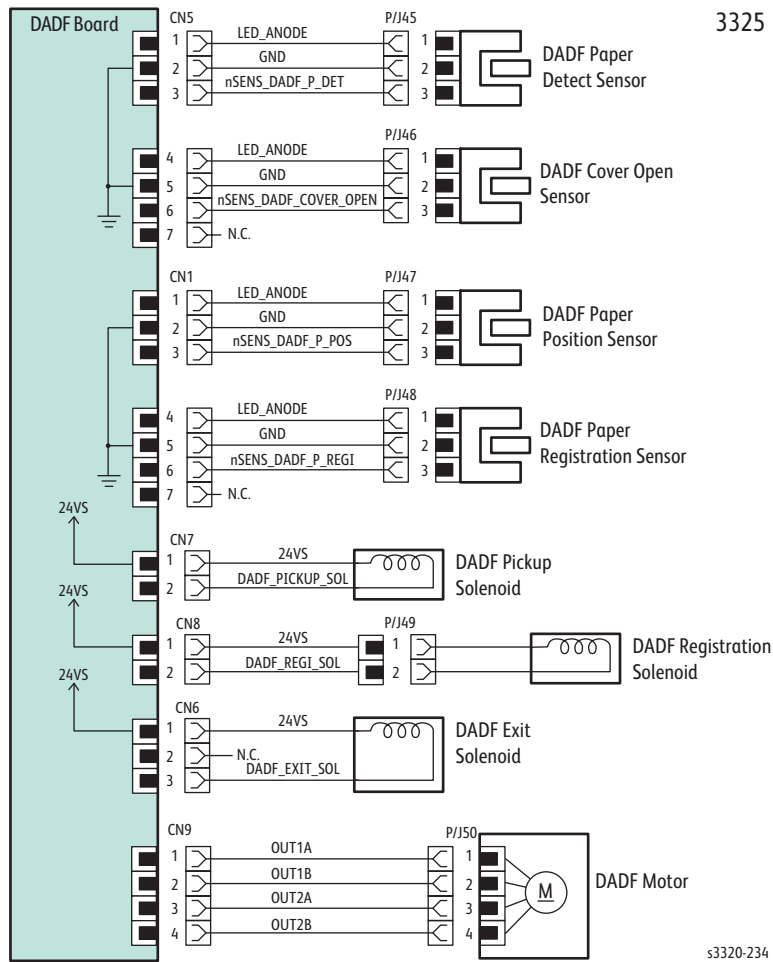 3325
DADF Board
CN5
P/J45
1 LED_ANODE 1
2 GND 2
3 nSENS_DADF_P_DET 3
DADF Paper
Detect Sensor
P/J46
4 LED_ANODE 1
5 GND 2
6 nSENS_DADF_COVER_OPEN 3
7 N.C.
DADF Cover Open
Sensor
CN1
P/J47
1 LED_ANODE 1
2 GND 2
3 nSENS_DADF_P_POS 3
DADF Paper
Position Sensor
P/J48
4 LED_ANODE 1
5 GND 2
6 nSENS_DADF_P_REGI 3
7 N.C.
DADF Paper
Registration Sensor
24VS
CN7
1 24VS
2 DADF_PICKUP_SOL
DADF Pickup
Solenoid
24VS
CN8
P/J49
1 24VS 1
2 DADF_REGI_SOL 2
DADF Registration
Solenoid
24VS
CN6
1 24VS
2 N.C.
3 DADF_EXIT_SOL
DADF Exit
Solenoid
CN9
P/J50
1 OUT1A 1
2 OUT1B 2
3 OUT2A 3
4 OUT2B 4
M
DADF Motor
s3320-234